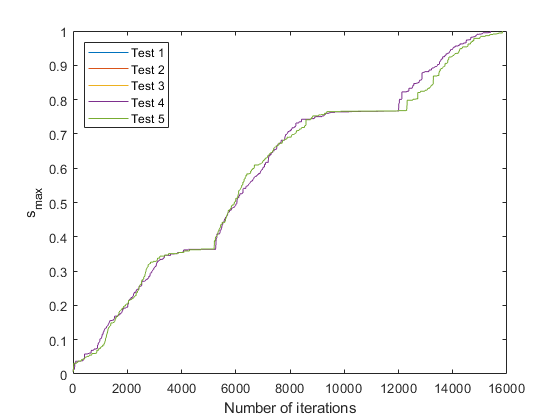 1
0.9
0.8
0.7
0.6
0.5
0.4
0.3
0.2
0.1
0
s_max
Test 1
Test 2
Test 3
Test 4
Test 5
0 2000 4000 6000 8000 10000 12000 14000 16000
Number of iterations